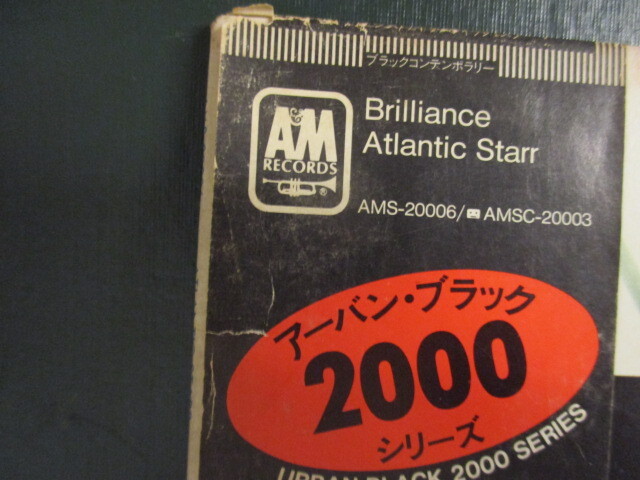 ブラックコンテンポラリー
A&M
RECORDS
®
Brilliance
Atlantic Starr
AMS-20006/AMSC-20003
アーバン・ブラック
2000
シリーズ
URBAN BLACK 2000 SERIES